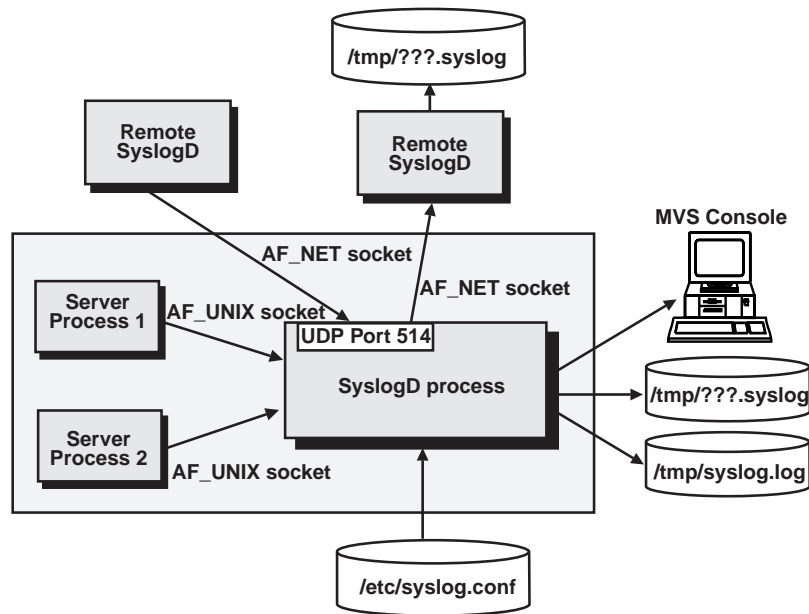 /tmp/???.syslog
Remote
SyslogD
Remote
SyslogD
MVS Console
AF_NET socket
AF_NET socket
Server
Process 1
AF_UNIX socket
UDP Port 514
SyslogD process
/tmp/???.syslog
Server
Process 2
AF_UNIX socket
/tmp/syslog.log
/etc/syslog.conf